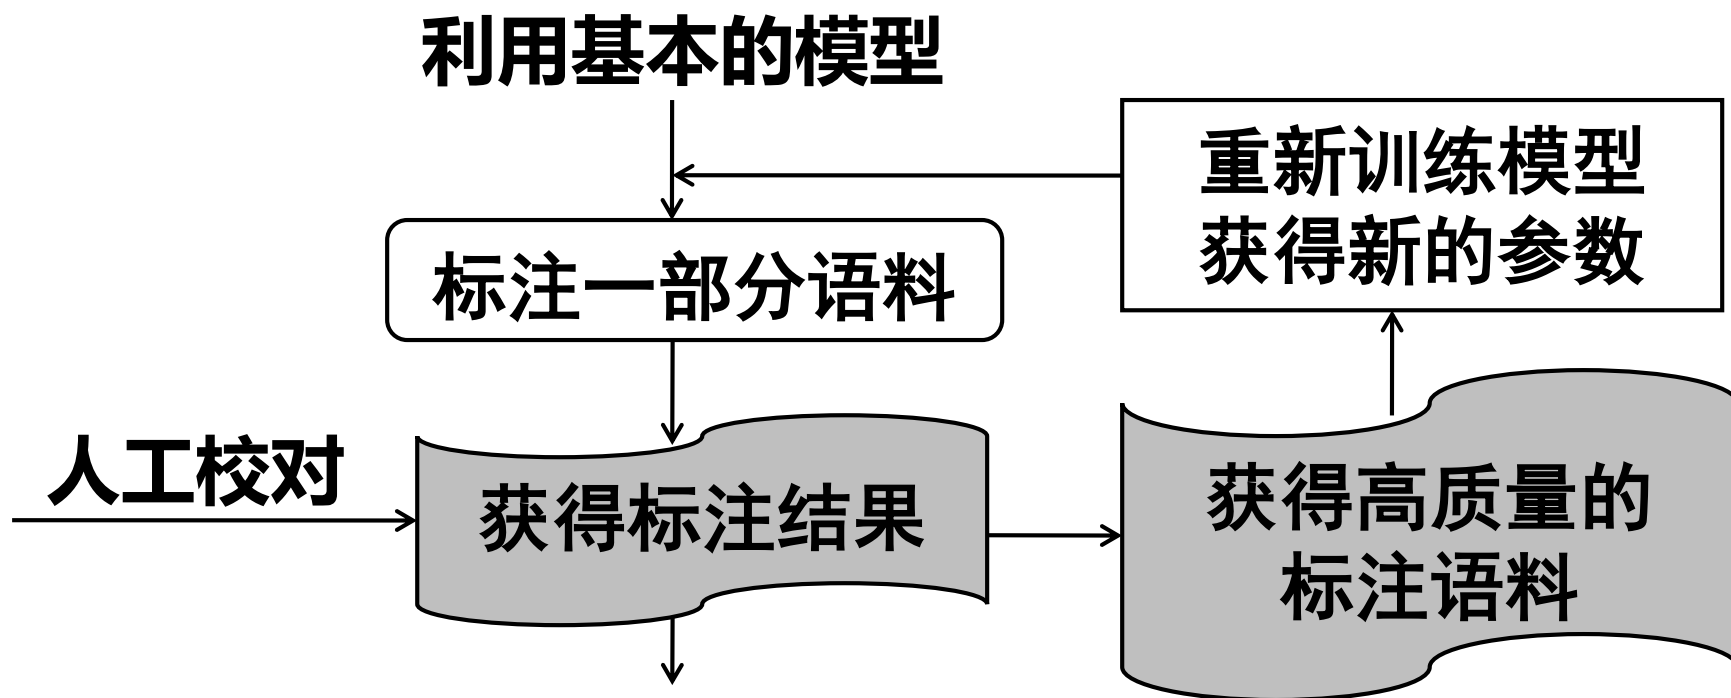 利用基本的模型
重新训练模型
获得新的参数
标注一部分语料
人工校对
获得标注结果
获得高质量的
标注语料